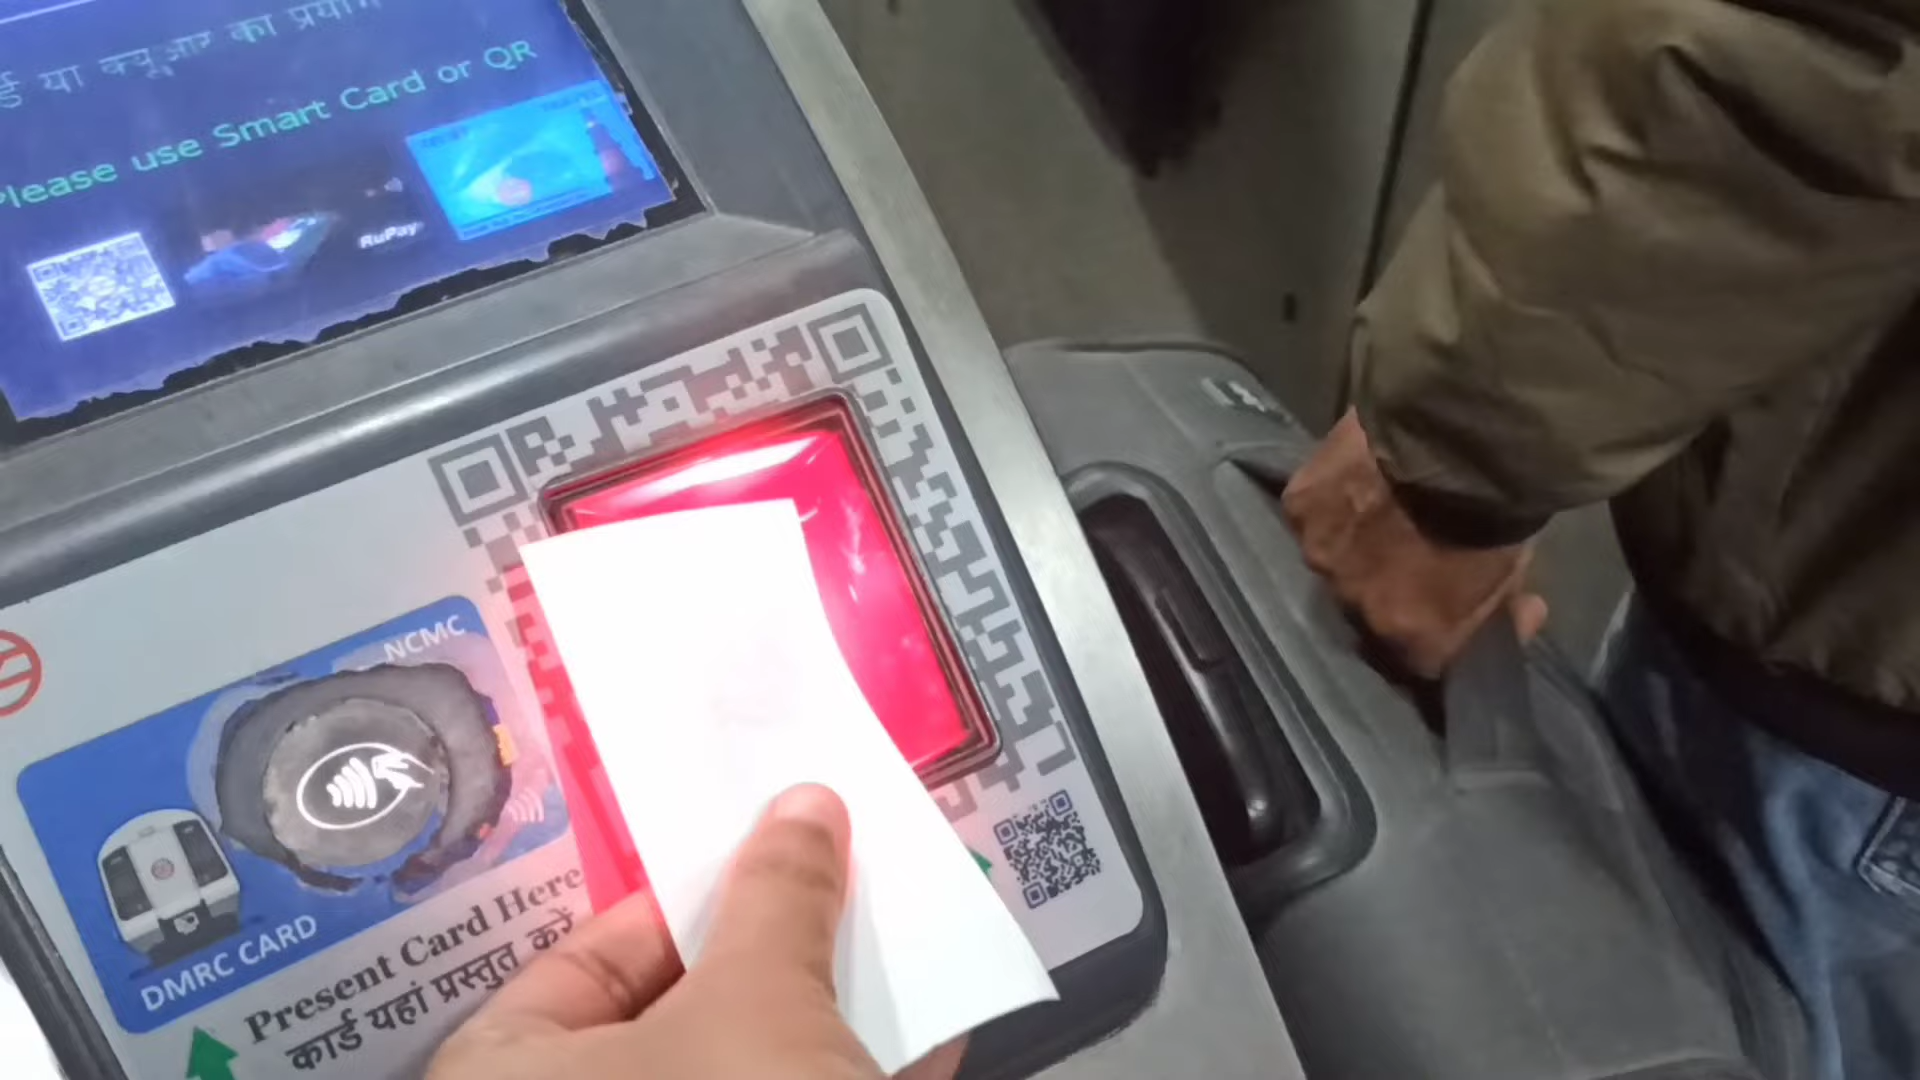 या क्यूआर का प्रयोग
Please use Smart Card or QR
RuPay
NCMC
DMRC CARD
Present Card Here
कार्ड यहां प्रस्तुत करें